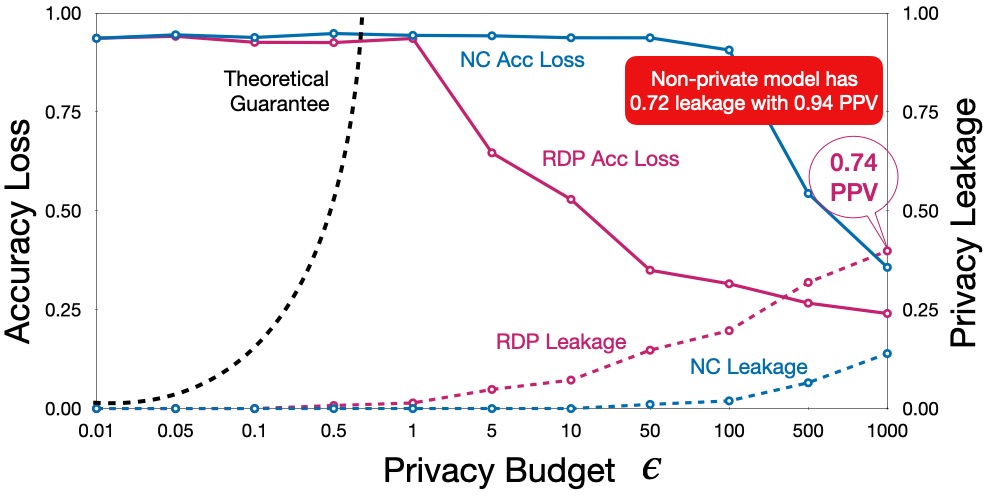 1.00
1.00
NC Acc Loss
Theoretical
Guarantee
Non-private model has
0.72 leakage with 0.94 PPV
0.75
0.75
RDP Acc Loss
0.74
PPV
Accuracy Loss
Privacy Leakage
0.50
0.50
0.25
0.25
RDP Leakage
NC Leakage
0.00
0.00
0.01 0.05 0.1 0.5 1 5 10 50 100 500 1000
Privacy Budget ϵ